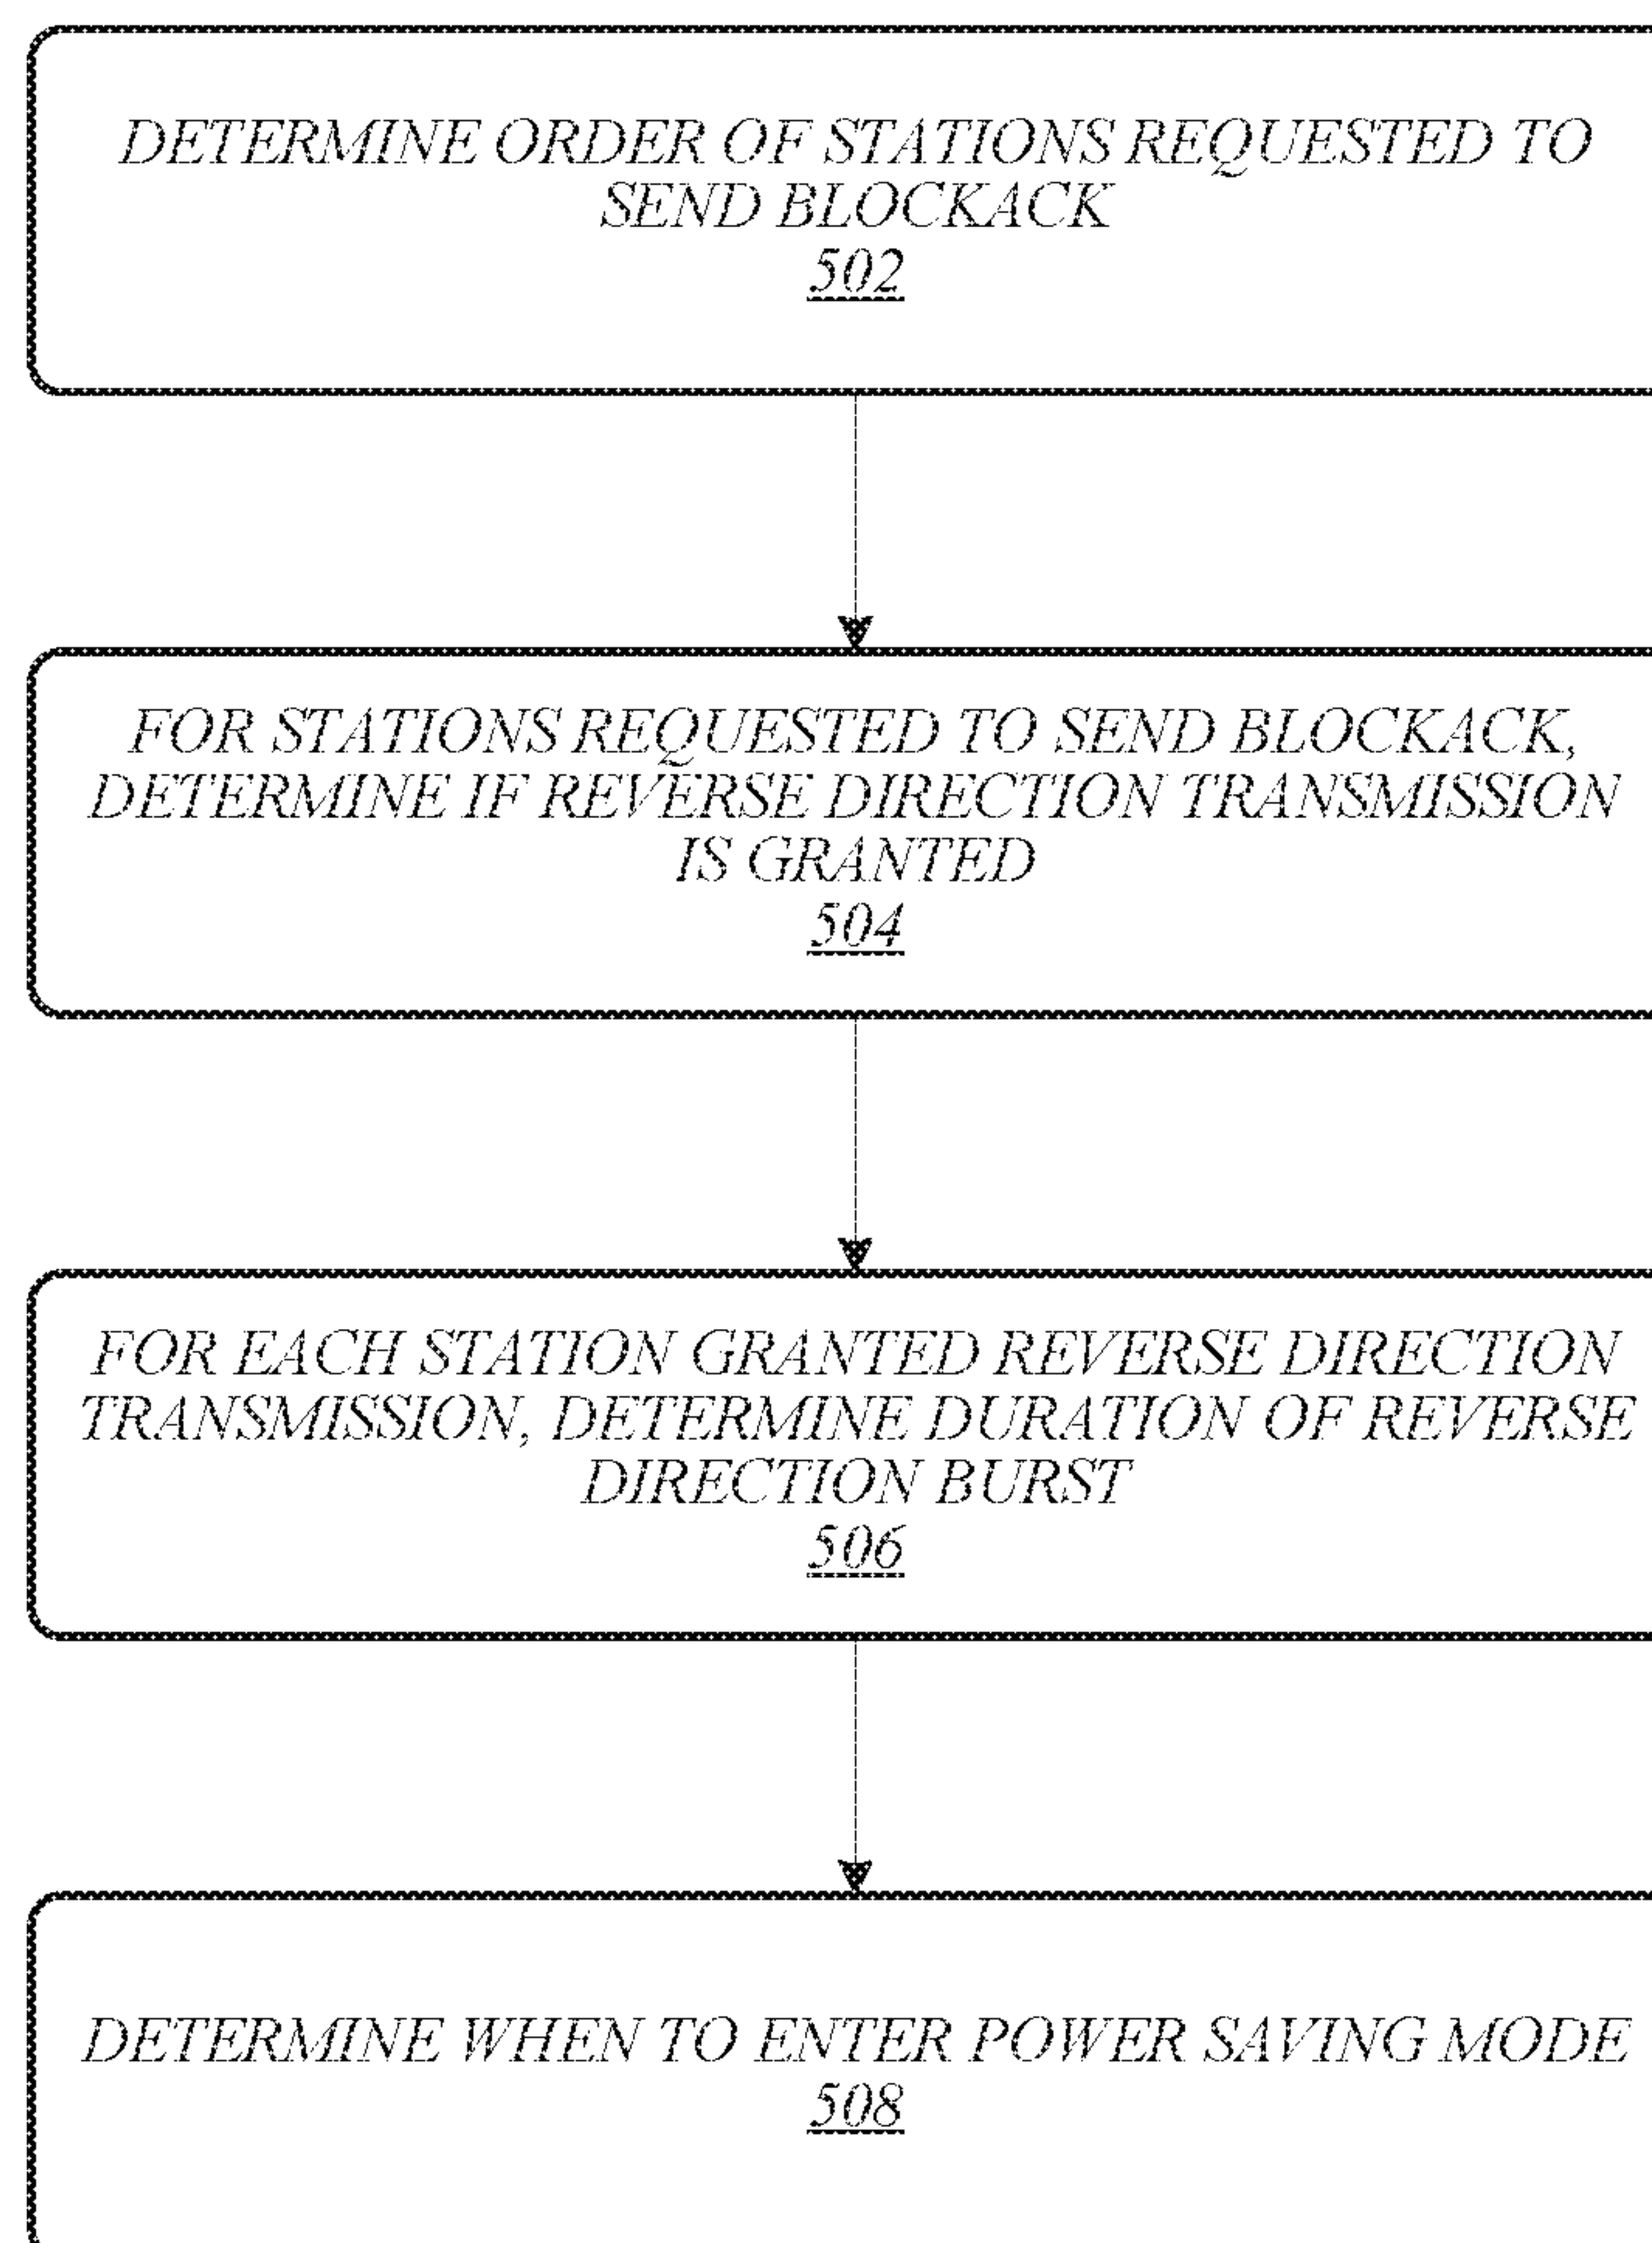 DETERMINE ORDER OF STATIONS REQUESTED TO
SEND BLOCKACK
502
FOR STATIONS REQUESTED TO SEND BLOCKACK,
DETERMINE IF REVERSE DIRECTION TRANSMISSION
IS GRANTED
504
FOR EACH STATION GRANTED REVERSE DIRECTION
TRANSMISSION, DETERMINE DURATION OF REVERSE
DIRECTION BURST
506
DETERMINE WHEN TO ENTER POWER SAVING MODE
508